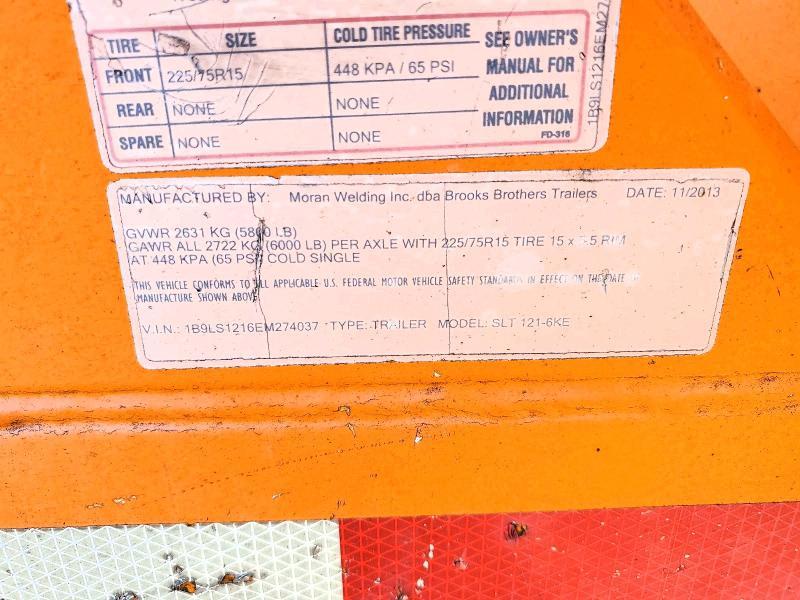 TIRE SIZE COLD TIRE PRESSURE SEE OWNER'S
FRONT 225/75R15 448 KPA / 65 PSI MANUAL FOR
REAR NONE NONE ADDITIONAL
SPARE NONE NONE INFORMATION
FD-316
1B9LS1216EM27
MANUFACTURED BY: Moran Welding Inc. dba Brooks Brothers Trailers DATE: 11/2013
GVWR 2631 KG (5800 LB)
GAWR ALL 2722 KG (6000 LB) PER AXLE WITH 225/75R15 TIRE 15 x RIM
AT 448 KPA (65 PSI) COLD SINGLE
THIS VEHICLE CONFORMS TO ALL APPLICABLE U.S. FEDERAL MOTOR VEHICLE SAFETY STANDARDS IN EFFECT ON THE DATE
MANUFACTURE SHOWN ABOVE
V.I.N.: 1B9LS1216EM274037 TYPE: TRAILER MODEL: SLT 121-6KE